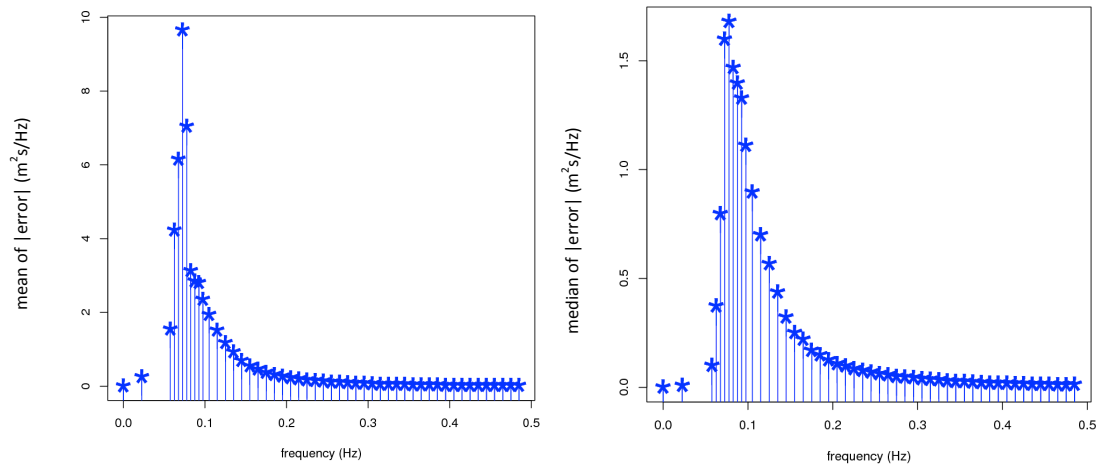 mean of |error| (m²s/Hz)
10
8
6
4
2
0
0.0 0.1 0.2 0.3 0.4 0.5
frequency (Hz)
median of |error| (m²s/Hz)
1.5
1.0
0.5
0.0
0.0 0.1 0.2 0.3 0.4 0.5
frequency (Hz)